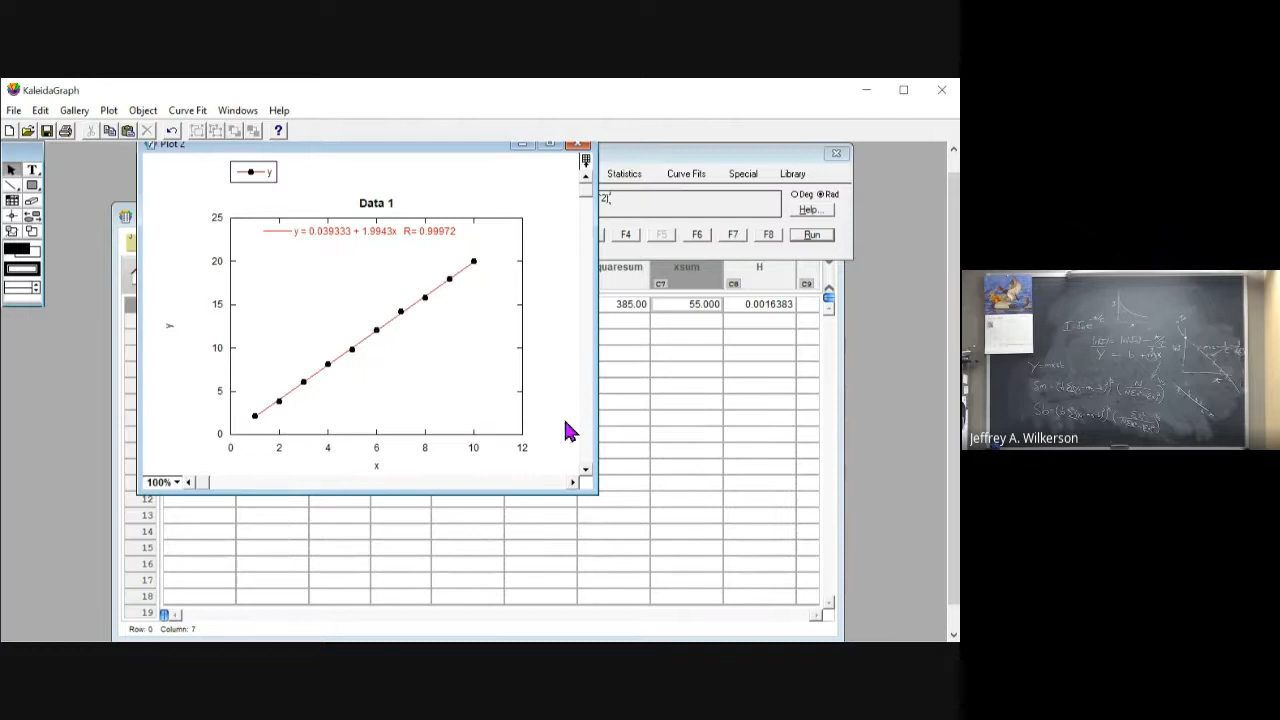 KaleidaGraph
File Edit Gallery Plot Object Curve Fit Windows Help
Plot 2
y
Data 1
y = 0.039333 + 1.9943x R= 0.99972
25
20
15
10
5
0
y
0 2 4 6 8 10 12
x
100%
Statistics Curve Fits Special Library
Deg Rad
Help...
F4 F5 F6 F7 F8 Run
quaresum xsum H
C7 C8 C9
385.00 55.000 0.0016383
12
13
14
15
16
17
18
19
Row: 0 Column: 7
Y = b + mx
Jeffrey A. Wilkerson